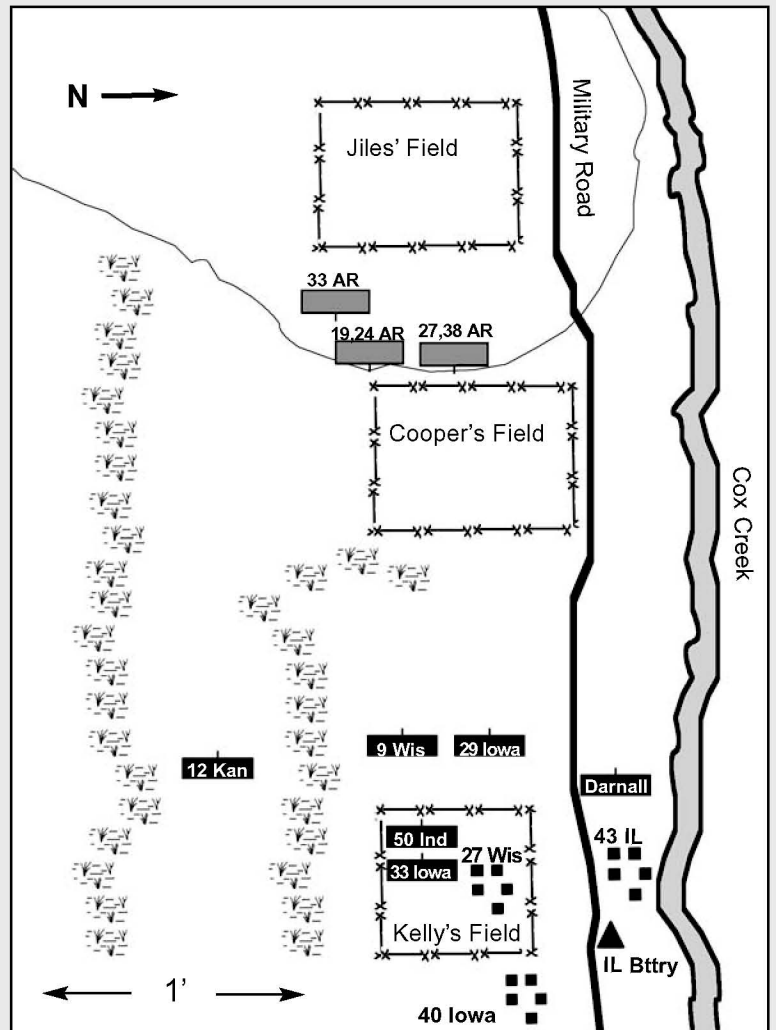 N
Military Road
Jiles’ Field
33 AR
19,24 AR
27,38 AR
Cooper’s Field
Cox Creek
9 Wis
29 Iowa
12 Kan
Darnall
50 Ind
43 IL
27 Wis
33 Iowa
Kelly’s Field
IL Bttry
1’
40 Iowa